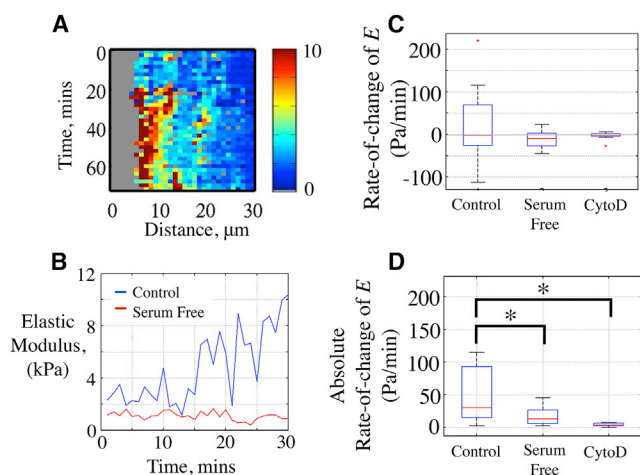 A
0
20
40
60
Time, mins
0 10 20 30
Distance, μm
10
0
B
12
8
4
0
Elastic
Modulus,
(kPa)
Control
Serum Free
0 10 20 30
Time, mins
C
200
100
0
-100
Rate-of-change of E
(Pa/min)
Control Serum CytoD
Free
D
200
150
100
50
0
Absolute
Rate-of-change of E
(Pa/min)
*
*
Control Serum CytoD
Free